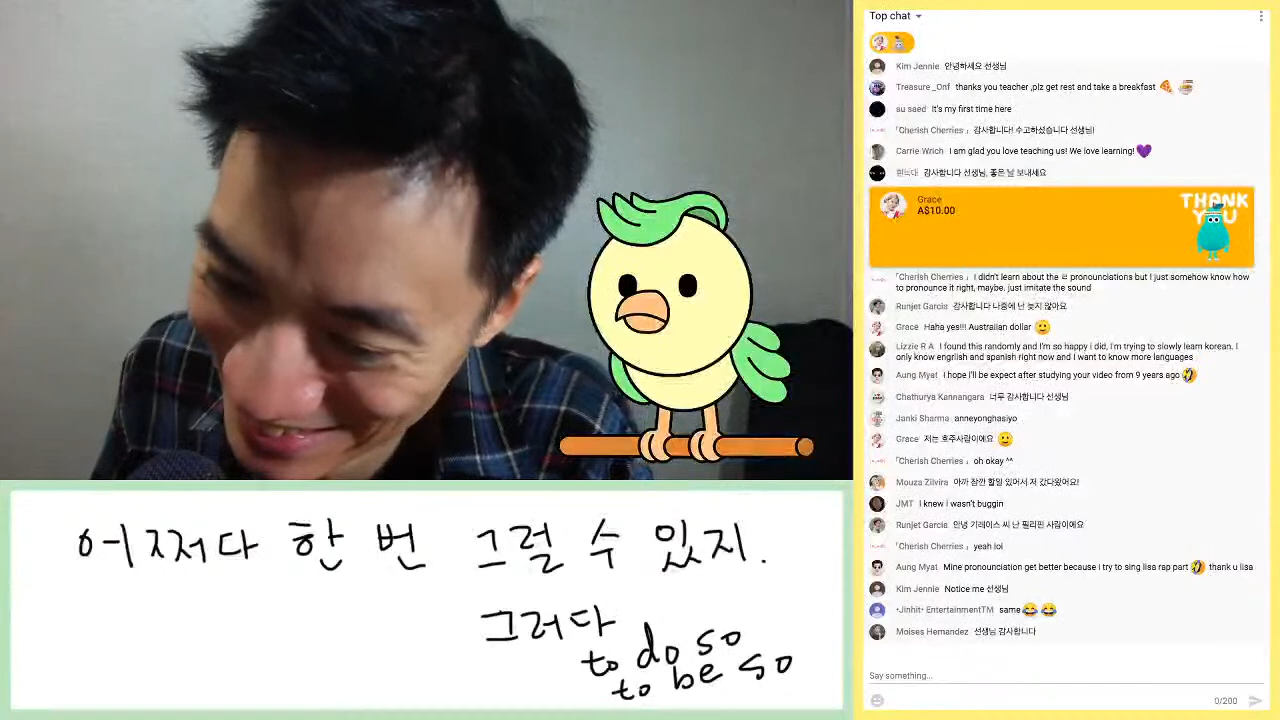 어쩌다 한 번 그럴 수 있지.
그러다
to do so
to be so
Top chat
Kim Jennie 안녕하세요 선생님
Treasure_Onf thanks you teacher ,plz get rest and take a breakfast 🍕 🍜
su saed It's my first time here
「Cherish Cherries 」 감사합니다! 수고하셨습니다 선생님!
Carrie Wrich I am glad you love teaching us! We love learning! 💜
감사합니다 선생님, 좋은 날 보내세요
Grace
A$10.00
THANK
YOU
「Cherish Cherries 」 I didn't learn about the ㄹ pronounciations but I just somehow know how
to pronounce it right, maybe. just imitate the sound
Runjet Garcia 감사합니다 나중에 난 늦지 않아요
Grace Haha yes!!! Australian dollar 🙂
Lizzie R A I found this randomly and I'm so happy i did, I'm trying to slowly learn korean. I
only know engrlish and spanish right now and I want to know more languages
Aung Myat I hope I'll be expect after studying your video from 9 years ago 🤣
Chathurya Kannangara 너무 감사합니다 선생님
Janki Sharma anneyonghasiyo
Grace 저는 호주사람이에요 🙂
「Cherish Cherries 」 oh okay ^^
Mouza Zilvira 아까 잠깐 할일 있어서 저 갔다왔어요!
JMT I knew i wasn't buggin
Runjet Garcia 안녕 기레이스 씨 난 필리핀 사람이에요
「Cherish Cherries 」 yeah lol
Aung Myat Mine pronounciation get better because i try to sing lisa rap part 🤣 thank u lisa
Kim Jennie Notice me 선생님
•Jinhit• EntertainmentTM same 😂 😂
Moises Hernandez 선생님 감사합니다
Say something...
0/200